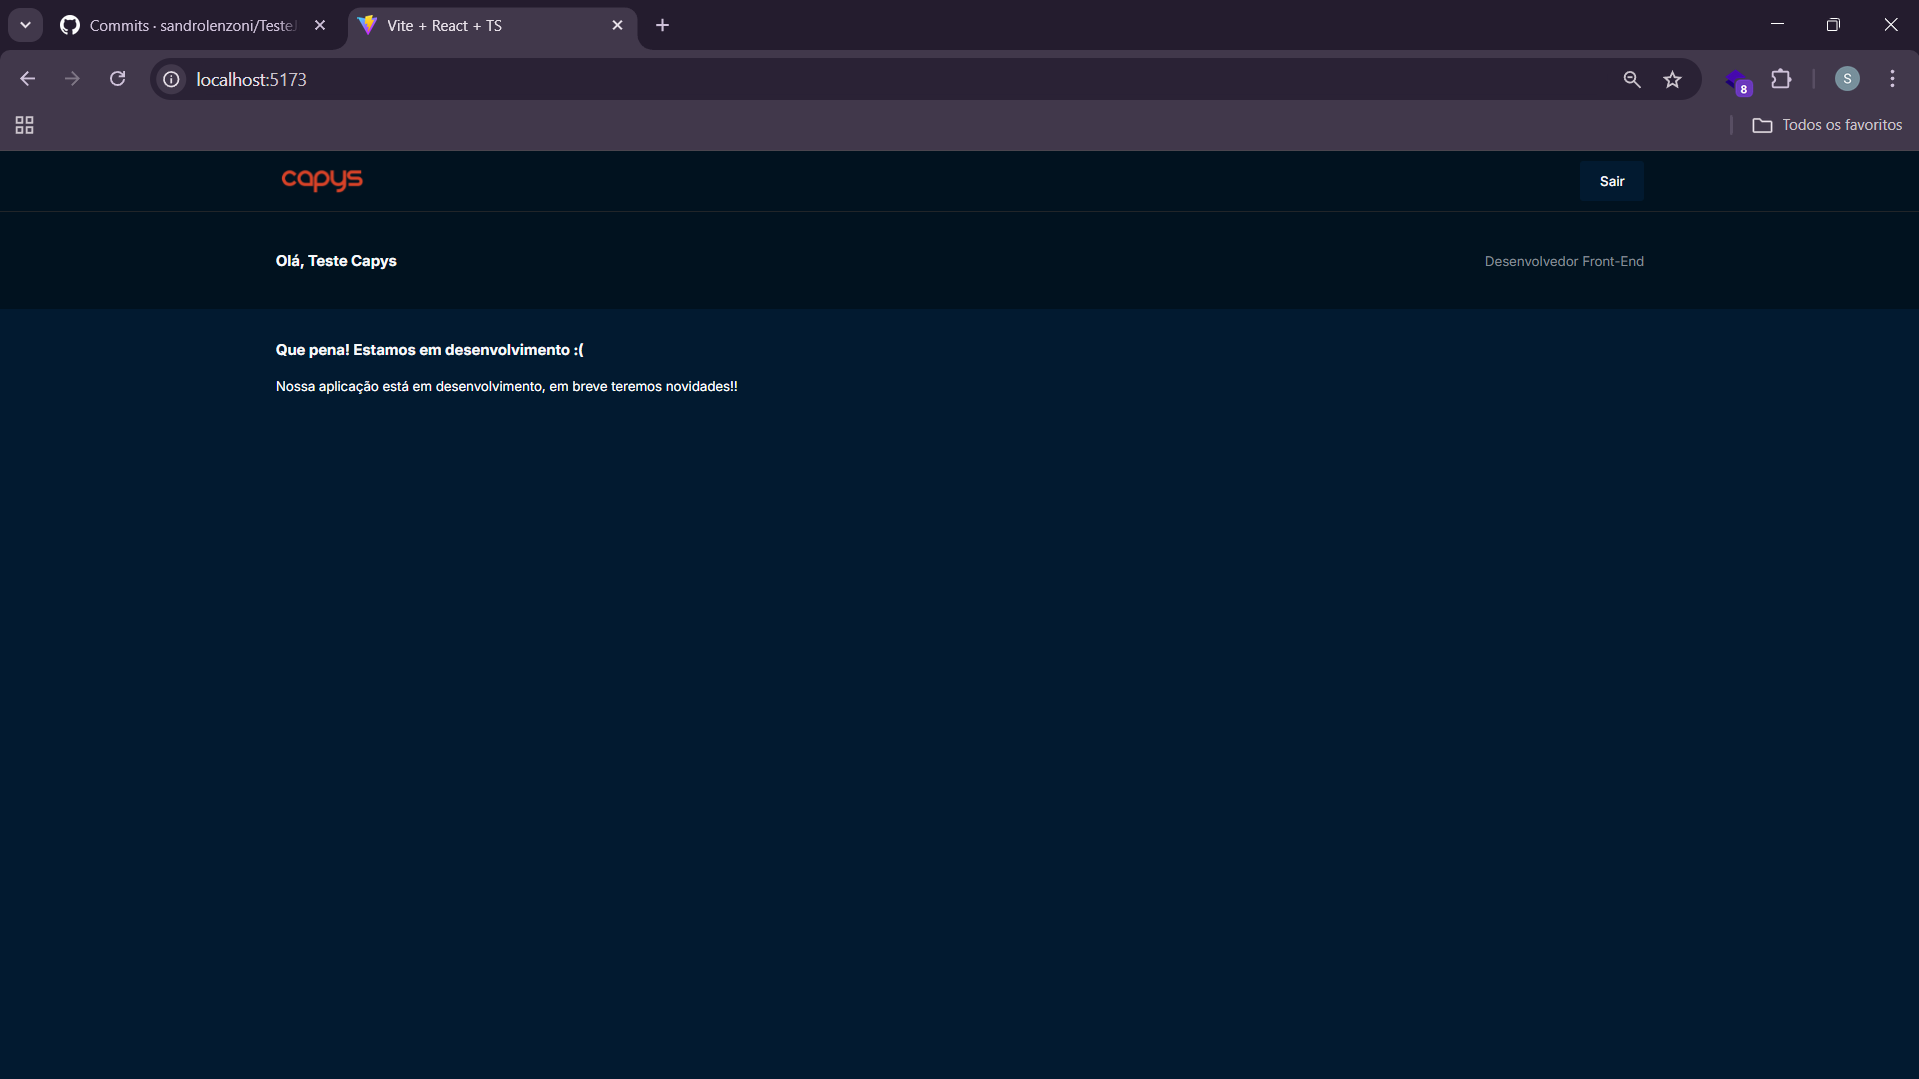 Commits · sandrolenzoni/Teste
Vite + React + TS
localhost:5173
8
S
Todos os favoritos
capys
Sair
Olá, Teste Capys
Desenvolvedor Front-End
Que pena! Estamos em desenvolvimento :(
Nossa aplicação está em desenvolvimento, em breve teremos novidades!!